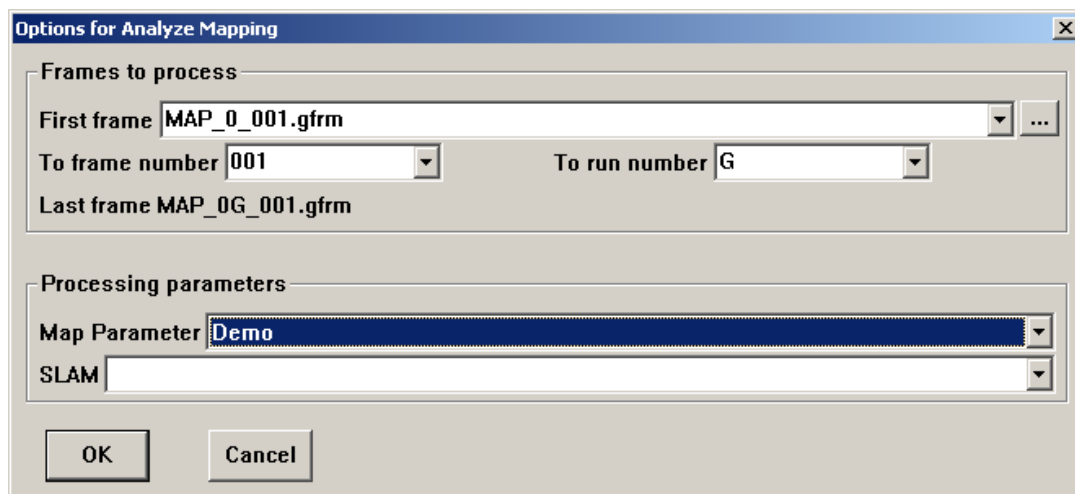 Options for Analyze Mapping
Frames to process
First frame MAP_0_001.gfrm ...
To frame number 001 To run number G
Last frame MAP_0G_001.gfrm
Processing parameters
Map Parameter Demo
SLAM
OK Cancel